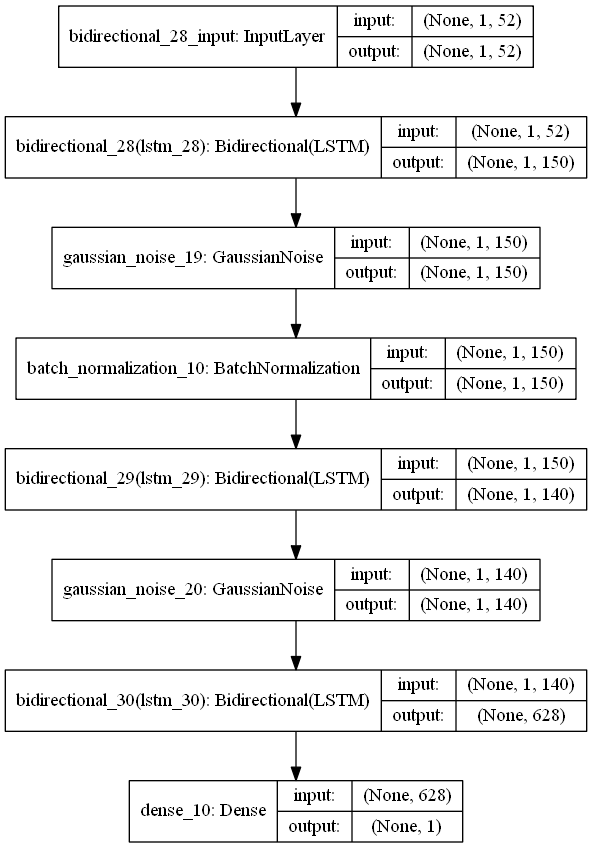 bidirectional_28_input: InputLayer
input: (None, 1, 52)
output: (None, 1, 52)
bidirectional_28(lstm_28): Bidirectional(LSTM)
input: (None, 1, 52)
output: (None, 1, 150)
gaussian_noise_19: GaussianNoise
input: (None, 1, 150)
output: (None, 1, 150)
batch_normalization_10: BatchNormalization
input: (None, 1, 150)
output: (None, 1, 150)
bidirectional_29(lstm_29): Bidirectional(LSTM)
input: (None, 1, 150)
output: (None, 1, 140)
gaussian_noise_20: GaussianNoise
input: (None, 1, 140)
output: (None, 1, 140)
bidirectional_30(lstm_30): Bidirectional(LSTM)
input: (None, 1, 140)
output: (None, 628)
dense_10: Dense
input: (None, 628)
output: (None, 1)